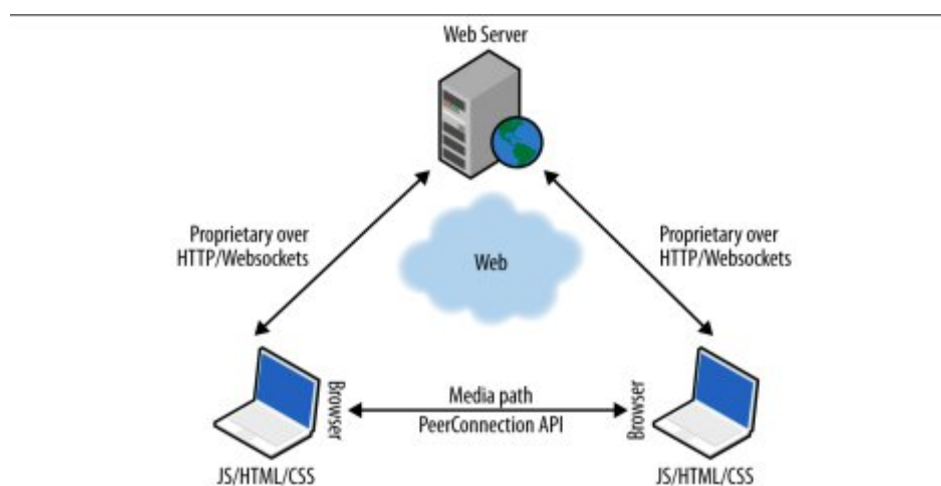 Web Server
Proprietary over
HTTP/Websockets
Proprietary over
HTTP/Websockets
Web
Browser
Media path
PeerConnection API
Browser
JS/HTML/CSS
JS/HTML/CSS